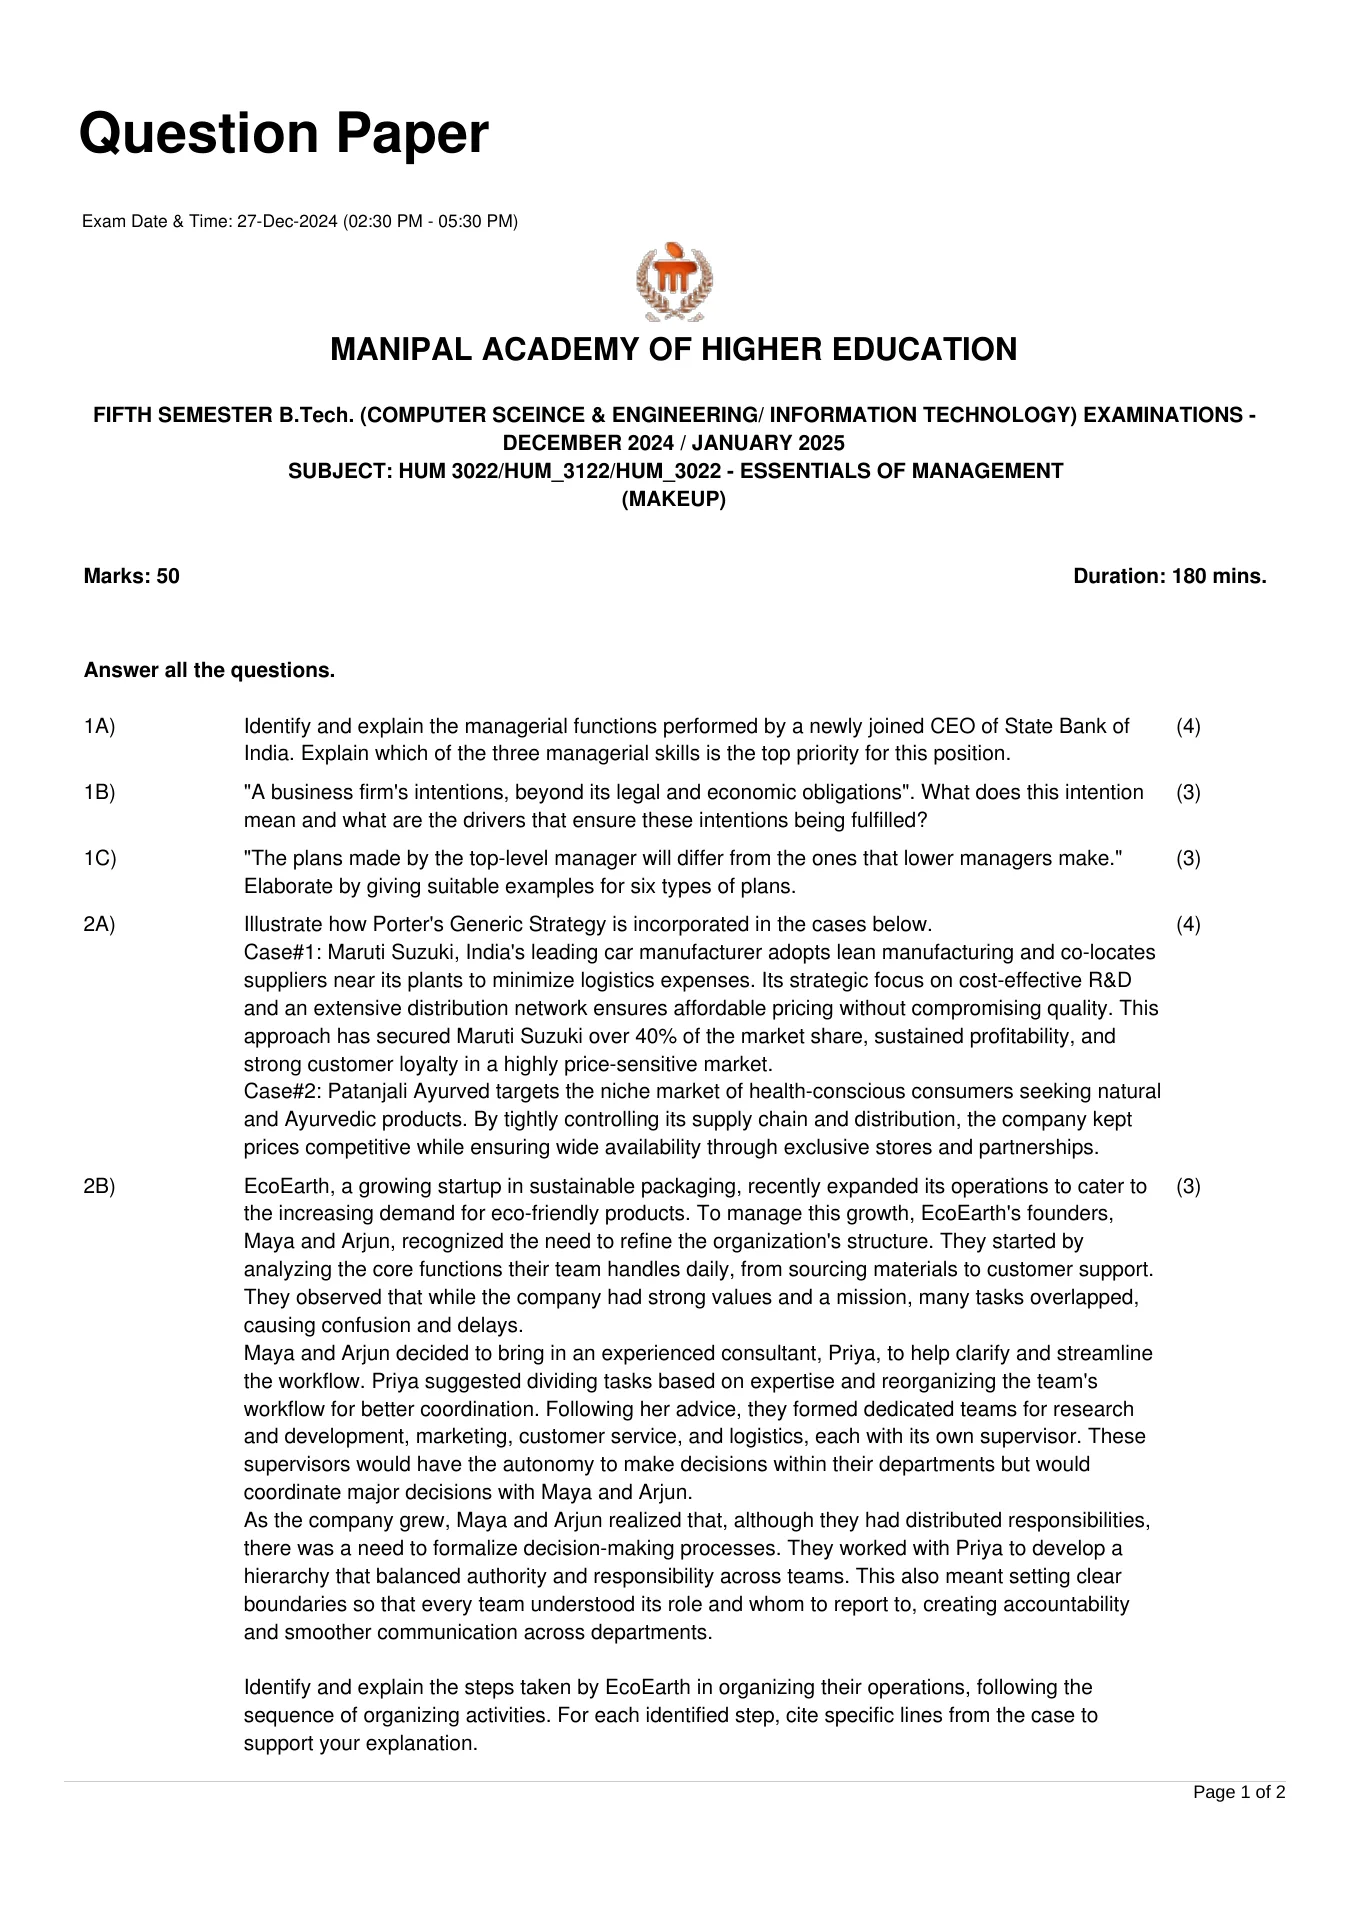 Question Paper
Exam Date & Time: 27-Dec-2024 (02:30 PM - 05:30 PM)
MANIPAL ACADEMY OF HIGHER EDUCATION
FIFTH SEMESTER B.Tech. (COMPUTER SCEINCE & ENGINEERING/ INFORMATION TECHNOLOGY) EXAMINATIONS -
DECEMBER 2024 / JANUARY 2025
SUBJECT: HUM 3022/HUM_3122/HUM_3022 - ESSENTIALS OF MANAGEMENT
(MAKEUP)
Marks: 50 Duration: 180 mins.
Answer all the questions.
1A) Identify and explain the managerial functions performed by a newly joined CEO of State Bank of (4)
India. Explain which of the three managerial skills is the top priority for this position.
1B) "A business firm's intentions, beyond its legal and economic obligations". What does this intention (3)
mean and what are the drivers that ensure these intentions being fulfilled?
1C) "The plans made by the top-level manager will differ from the ones that lower managers make." (3)
Elaborate by giving suitable examples for six types of plans.
2A) Illustrate how Porter's Generic Strategy is incorporated in the cases below. (4)
Case#1: Maruti Suzuki, India's leading car manufacturer adopts lean manufacturing and co-locates
suppliers near its plants to minimize logistics expenses. Its strategic focus on cost-effective R&D
and an extensive distribution network ensures affordable pricing without compromising quality. This
approach has secured Maruti Suzuki over 40% of the market share, sustained profitability, and
strong customer loyalty in a highly price-sensitive market.
Case#2: Patanjali Ayurved targets the niche market of health-conscious consumers seeking natural
and Ayurvedic products. By tightly controlling its supply chain and distribution, the company kept
prices competitive while ensuring wide availability through exclusive stores and partnerships.
2B) EcoEarth, a growing startup in sustainable packaging, recently expanded its operations to cater to (3)
the increasing demand for eco-friendly products. To manage this growth, EcoEarth's founders,
Maya and Arjun, recognized the need to refine the organization's structure. They started by
analyzing the core functions their team handles daily, from sourcing materials to customer support.
They observed that while the company had strong values and a mission, many tasks overlapped,
causing confusion and delays.
Maya and Arjun decided to bring in an experienced consultant, Priya, to help clarify and streamline
the workflow. Priya suggested dividing tasks based on expertise and reorganizing the team's
workflow for better coordination. Following her advice, they formed dedicated teams for research
and development, marketing, customer service, and logistics, each with its own supervisor. These
supervisors would have the autonomy to make decisions within their departments but would
coordinate major decisions with Maya and Arjun.
As the company grew, Maya and Arjun realized that, although they had distributed responsibilities,
there was a need to formalize decision-making processes. They worked with Priya to develop a
hierarchy that balanced authority and responsibility across teams. This also meant setting clear
boundaries so that every team understood its role and whom to report to, creating accountability
and smoother communication across departments.
Identify and explain the steps taken by EcoEarth in organizing their operations, following the
sequence of organizing activities. For each identified step, cite specific lines from the case to
support your explanation.
Page 1 of 2